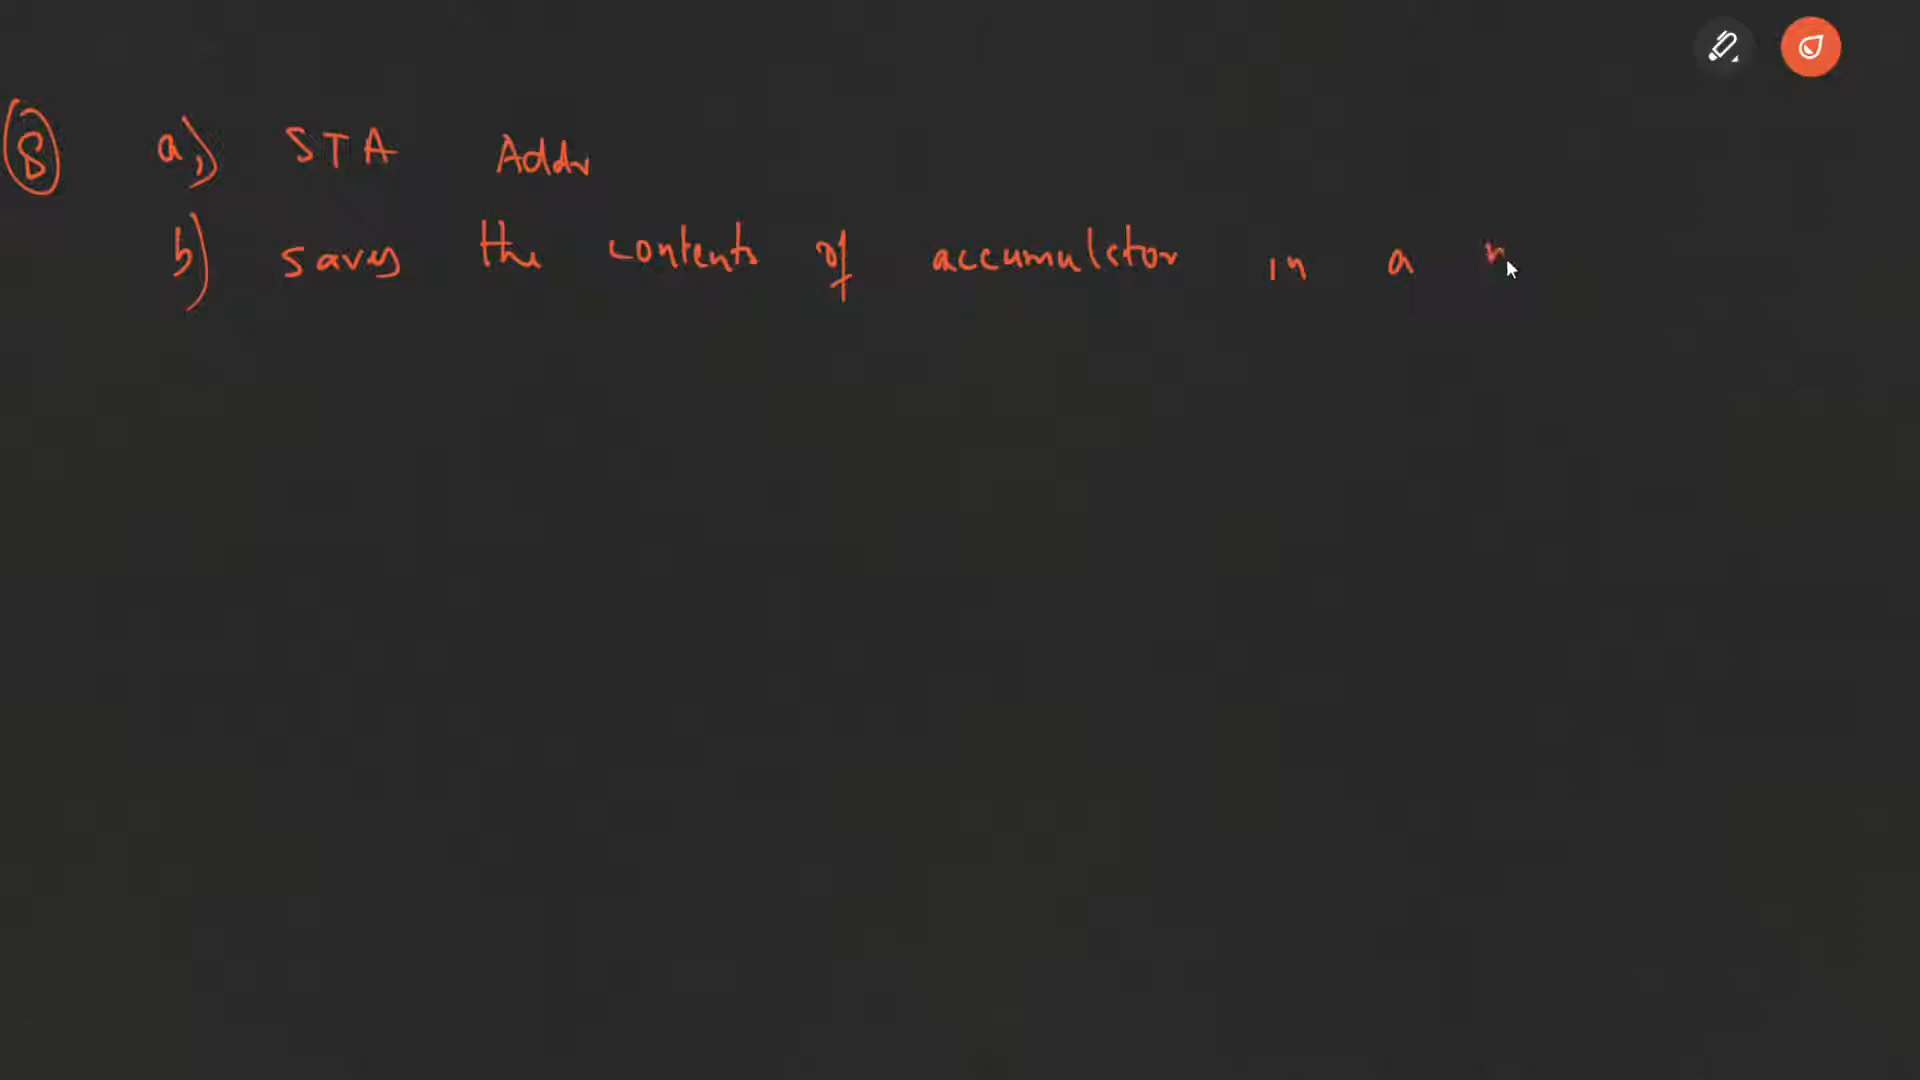 8 a) STA Addr
b) saves the contents of accumulator in a